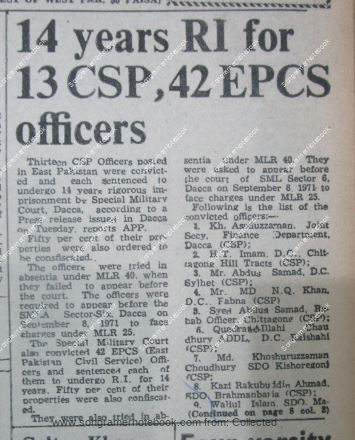 14 years RI for
13 CSP, 42 EPCS
officers
Thirteen CSP Officers posted
in East Pakistan were convict-
ed and each sentenced to
undergo 14 years rigorous im-
prisonment by Special Military
Court, Dacca, according to a
Press release issued in Dacca
on Tuesday, reports APP.
Fifty per cent of their pro-
perties were also ordered to
be consfiscated.
The officers were tried in
absentia under MLR 40, when
they failed to appear before
the court. The officers were
required to appear before the
Sector-SIX Dacca on
September 1971 to face
charges under MLR 25.
The Special Military Court
also convicted 42 EPCS (East
Pakistan Civil Service) Offi-
cers and sentenced each of
them to undergo R.I. for 14
years. Fifty per cent of their
properties were also confiscat-
ed.
They were also tried in ab-
sentia under MLR 40. They
were asked to appear before
the court of SML Sector 6,
Dacca on September 8, 1971 to
face charges under MLR 25.
Following is the list of the
convicted officers:—
1. Kh. Asaduzzaman, Joint
Secy, Finance Department,
Dacca (CSP);
2. H.T. Imam, D.C., Chit-
tagong Hill Tracts (CSP);
3. Mr. Abdus Samad, D.C.
Sylhet (CSP);
4. Mr. MD N.Q. Khan,
D.C. Pabna (CSP)
5. Syed Abdus Samad,
Officer, Chittagong (CSP);
6. Chau
dhury ADDL, D.C. Rajshahi
(CSP);
7. Md. Khoshuruzzaman
Choudhury SDO Kishoregonj
(CSP);
8. Kazi Rakubuddin Ahmad,
SDO, Brahmanbaria (CSP);
9. Waliul Islam, SDO, Ma-
(Continued on page 8 col. 8)
www.songramernotebook.com, Collected